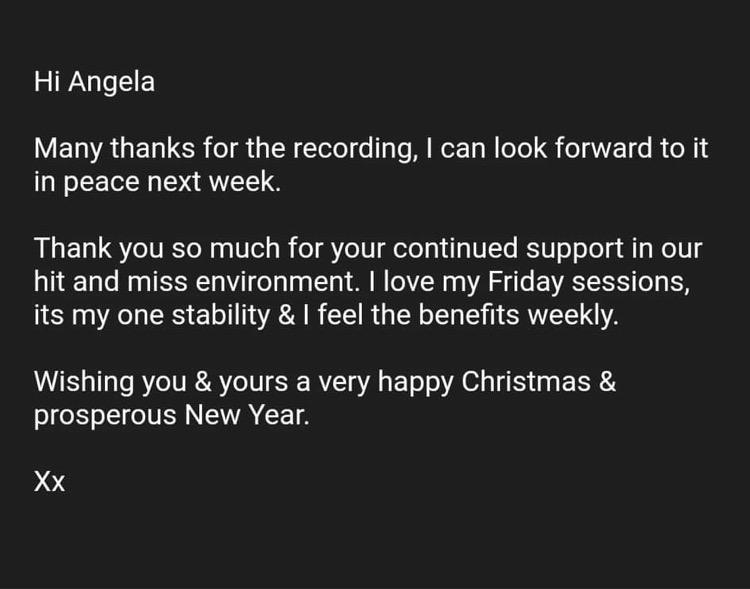 Hi Angela
Many thanks for the recording, I can look forward to it
in peace next week.
Thank you so much for your continued support in our
hit and miss environment. I love my Friday sessions,
its my one stability & I feel the benefits weekly.
Wishing you & yours a very happy Christmas &
prosperous New Year.
Xx